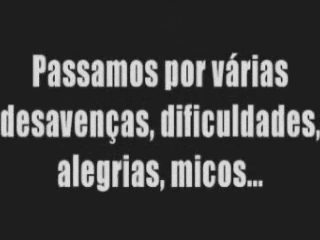 Passamos por várias
desavenças, dificuldades,
alegrias, micos...